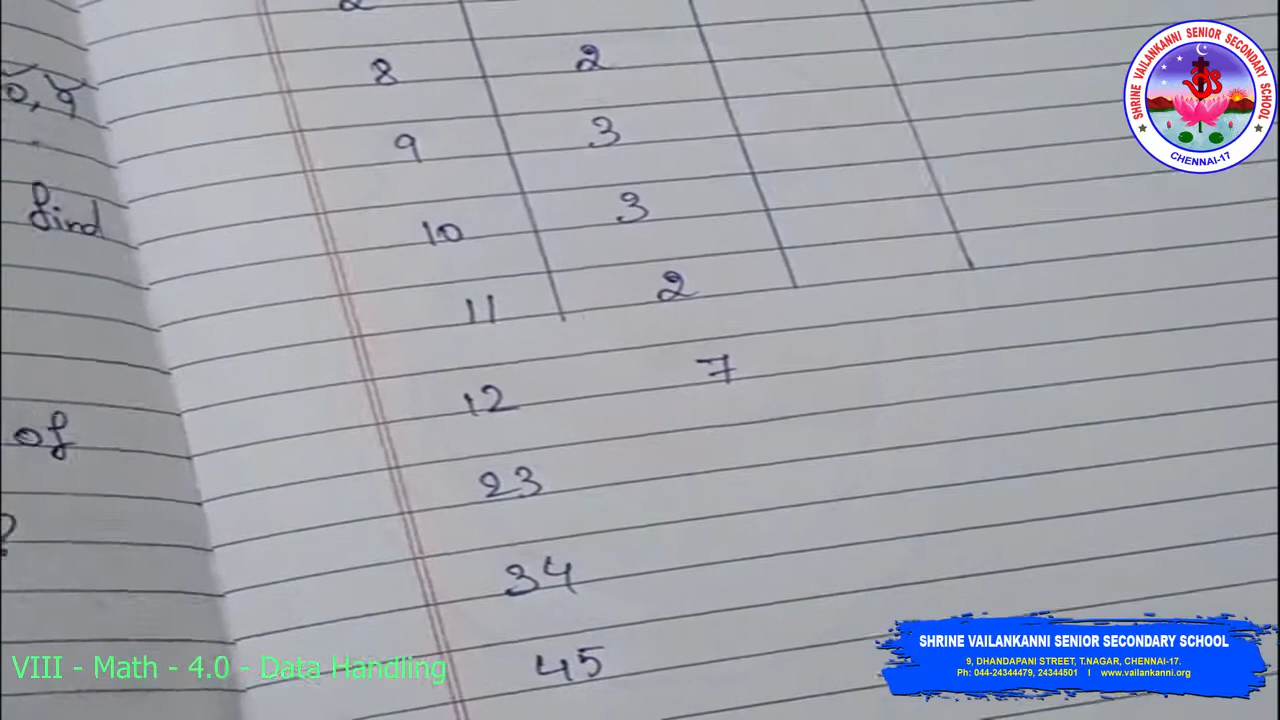 8 2
0, 9
9 3
find
10 3
11 2
12 7
of
23
?
34
45
SHRINE VAILANKANNI SENIOR SECONDARY SCHOOL
CHENNAI-17
VIII - Math - 4.0 - Data Handling
SHRINE VAILANKANNI SENIOR SECONDARY SCHOOL
9, DHANDAPANI STREET, T.NAGAR, CHENNAI-17.
Ph: 044-24344479, 24344501 I www.vailankanni.org